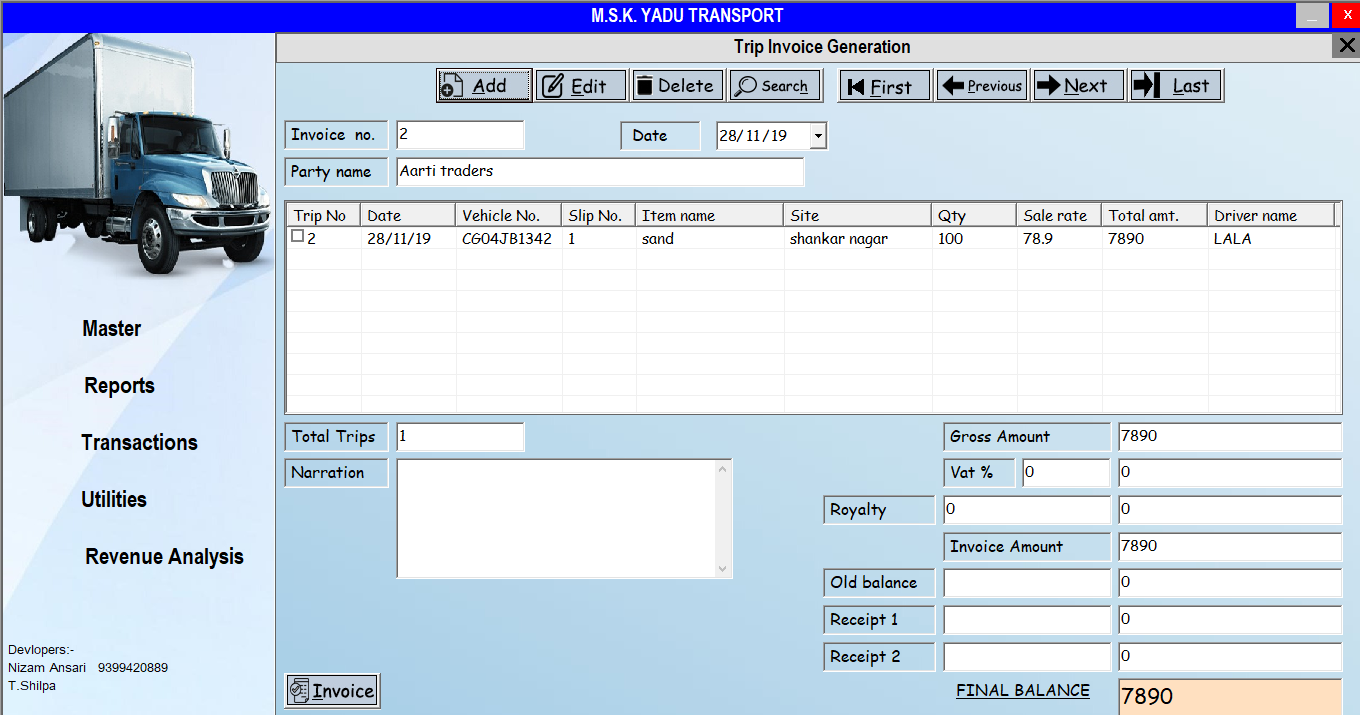 M.S.K. YADU TRANSPORT
_ X
Trip Invoice Generation
Add Edit Delete Search First Previous Next Last
Invoice no. 2 Date 28/11/19
Party name Aarti traders
Trip No Date Vehicle No. Slip No. Item name Site Qty Sale rate Total amt. Driver name
2 28/11/19 CG04JB1342 1 sand shankar nagar 100 78.9 7890 LALA
Master
Reports
Transactions
Utilities
Revenue Analysis
Total Trips 1 Gross Amount 7890
Narration Vat % 0 0
Royalty 0 0
Invoice Amount 7890
Old balance 0
Receipt 1 0
Receipt 2 0
Invoice FINAL BALANCE 7890
Devlopers:-
Nizam Ansari 9399420889
T.Shilpa